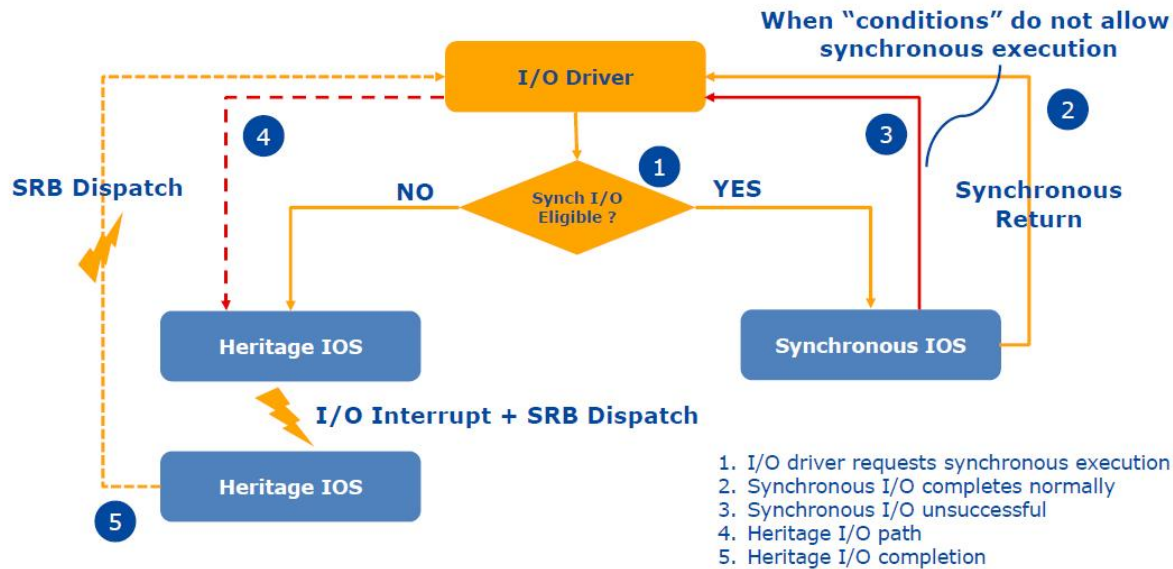 When “conditions” do not allow
synchronous execution
I/O Driver
2
4
3
1
SRB Dispatch
NO
Synch I/O
Eligible ?
YES
Synchronous
Return
Heritage IOS
Synchronous IOS
I/O Interrupt + SRB Dispatch
Heritage IOS
5
1. I/O driver requests synchronous execution
2. Synchronous I/O completes normally
3. Synchronous I/O unsuccessful
4. Heritage I/O path
5. Heritage I/O completion